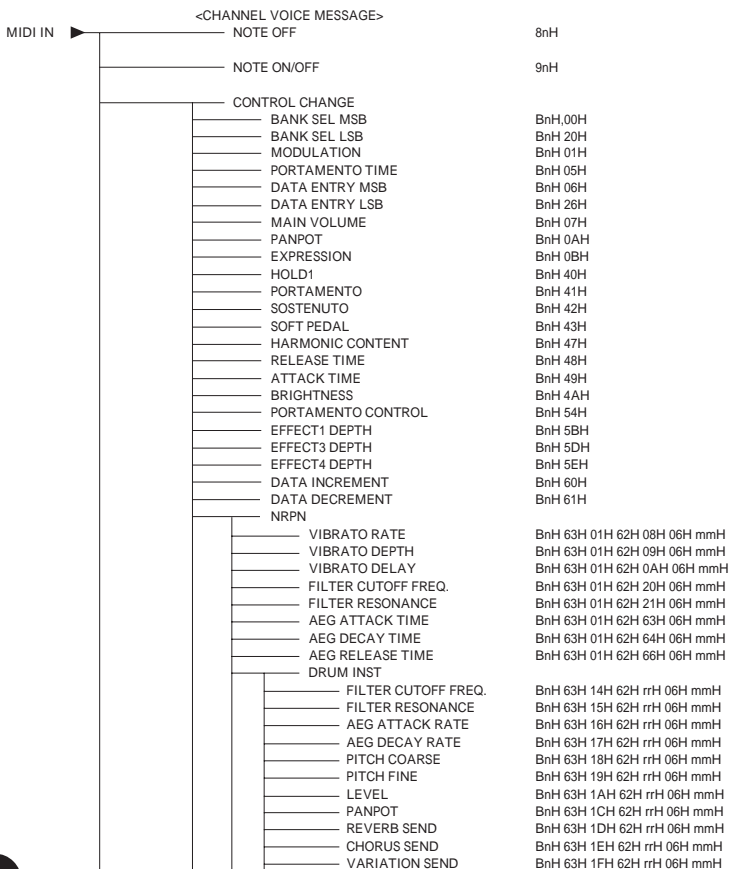 <CHANNEL VOICE MESSAGE>
MIDI IN NOTE OFF 8nH
NOTE ON/OFF 9nH
CONTROL CHANGE
BANK SEL MSB BnH,00H
BANK SEL LSB BnH 20H
MODULATION BnH 01H
PORTAMENTO TIME BnH 05H
DATA ENTRY MSB BnH 06H
DATA ENTRY LSB BnH 26H
MAIN VOLUME BnH 07H
PANPOT BnH 0AH
EXPRESSION BnH 0BH
HOLD1 BnH 40H
PORTAMENTO BnH 41H
SOSTENUTO BnH 42H
SOFT PEDAL BnH 43H
HARMONIC CONTENT BnH 47H
RELEASE TIME BnH 48H
ATTACK TIME BnH 49H
BRIGHTNESS BnH 4AH
PORTAMENTO CONTROL BnH 54H
EFFECT1 DEPTH BnH 5BH
EFFECT3 DEPTH BnH 5DH
EFFECT4 DEPTH BnH 5EH
DATA INCREMENT BnH 60H
DATA DECREMENT BnH 61H
NRPN
VIBRATO RATE BnH 63H 01H 62H 08H 06H mmH
VIBRATO DEPTH BnH 63H 01H 62H 09H 06H mmH
VIBRATO DELAY BnH 63H 01H 62H 0AH 06H mmH
FILTER CUTOFF FREQ. BnH 63H 01H 62H 20H 06H mmH
FILTER RESONANCE BnH 63H 01H 62H 21H 06H mmH
AEG ATTACK TIME BnH 63H 01H 62H 63H 06H mmH
AEG DECAY TIME BnH 63H 01H 62H 64H 06H mmH
AEG RELEASE TIME BnH 63H 01H 62H 66H 06H mmH
DRUM INST
FILTER CUTOFF FREQ. BnH 63H 14H 62H rrH 06H mmH
FILTER RESONANCE BnH 63H 15H 62H rrH 06H mmH
AEG ATTACK RATE BnH 63H 16H 62H rrH 06H mmH
AEG DECAY RATE BnH 63H 17H 62H rrH 06H mmH
PITCH COARSE BnH 63H 18H 62H rrH 06H mmH
PITCH FINE BnH 63H 19H 62H rrH 06H mmH
LEVEL BnH 63H 1AH 62H rrH 06H mmH
PANPOT BnH 63H 1CH 62H rrH 06H mmH
REVERB SEND BnH 63H 1DH 62H rrH 06H mmH
CHORUS SEND BnH 63H 1EH 62H rrH 06H mmH
VARIATION SEND BnH 63H 1FH 62H rrH 06H mmH